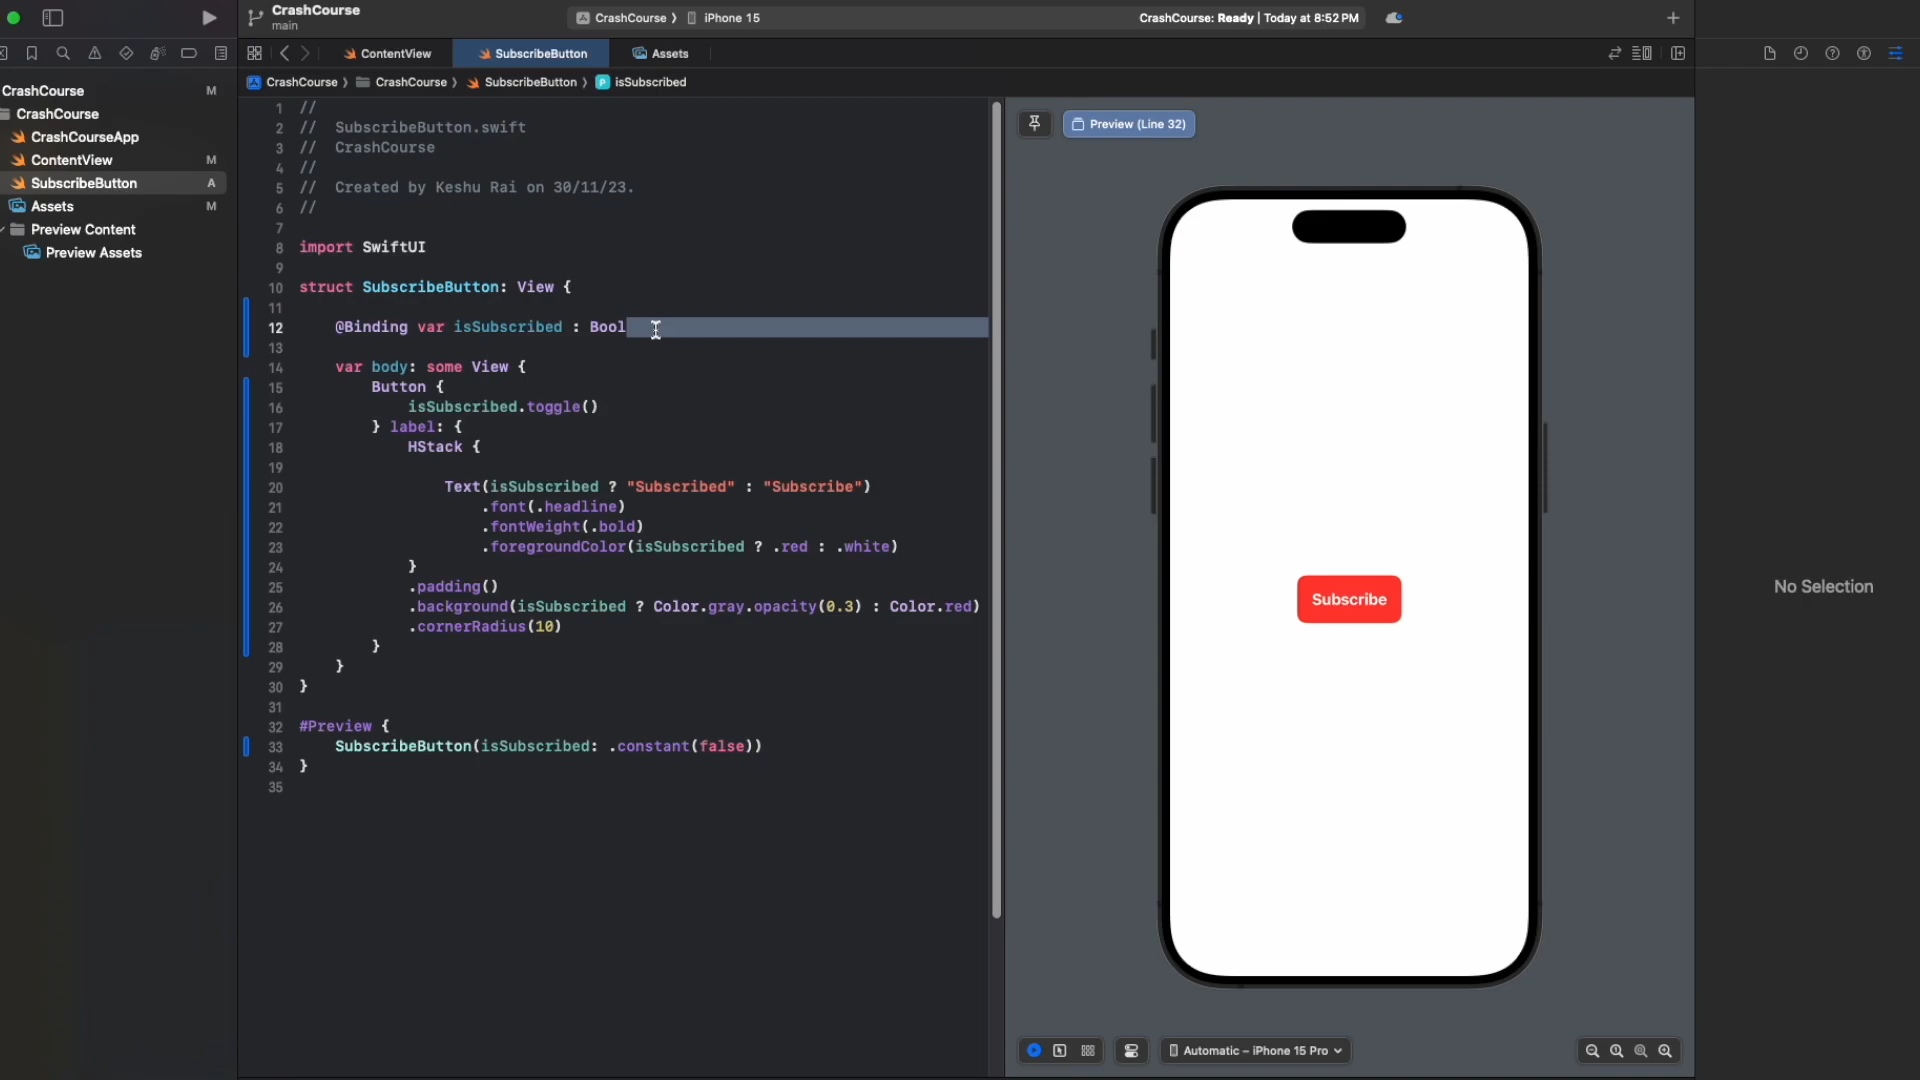 CrashCourse
main
CrashCourse 〉 iPhone 15
CrashCourse: Ready | Today at 8:52 PM
ContentView
SubscribeButton
Assets
CrashCourse 〉 CrashCourse 〉 SubscribeButton 〉 P isSubscribed
CrashCourse M
CrashCourse
CrashCourseApp
ContentView M
SubscribeButton A
Assets M
Preview Content
Preview Assets
1 //
2 // SubscribeButton.swift
3 // CrashCourse
4 //
5 // Created by Keshu Rai on 30/11/23.
6 //
7
8 import SwiftUI
9
10 struct SubscribeButton: View {
11
12 @Binding var isSubscribed : Bool
13
14 var body: some View {
15 Button {
16 isSubscribed.toggle()
17 } label: {
18 HStack {
19
20 Text(isSubscribed ? "Subscribed" : "Subscribe")
21 .font(.headline)
22 .fontWeight(.bold)
23 .foregroundColor(isSubscribed ? .red : .white)
24 }
25 .padding()
26 .background(isSubscribed ? Color.gray.opacity(0.3) : Color.red)
27 .cornerRadius(10)
28 }
29 }
30 }
31
32 #Preview {
33 SubscribeButton(isSubscribed: .constant(false))
34 }
35
Preview (Line 32)
Subscribe
Automatic – iPhone 15 Pro
No Selection